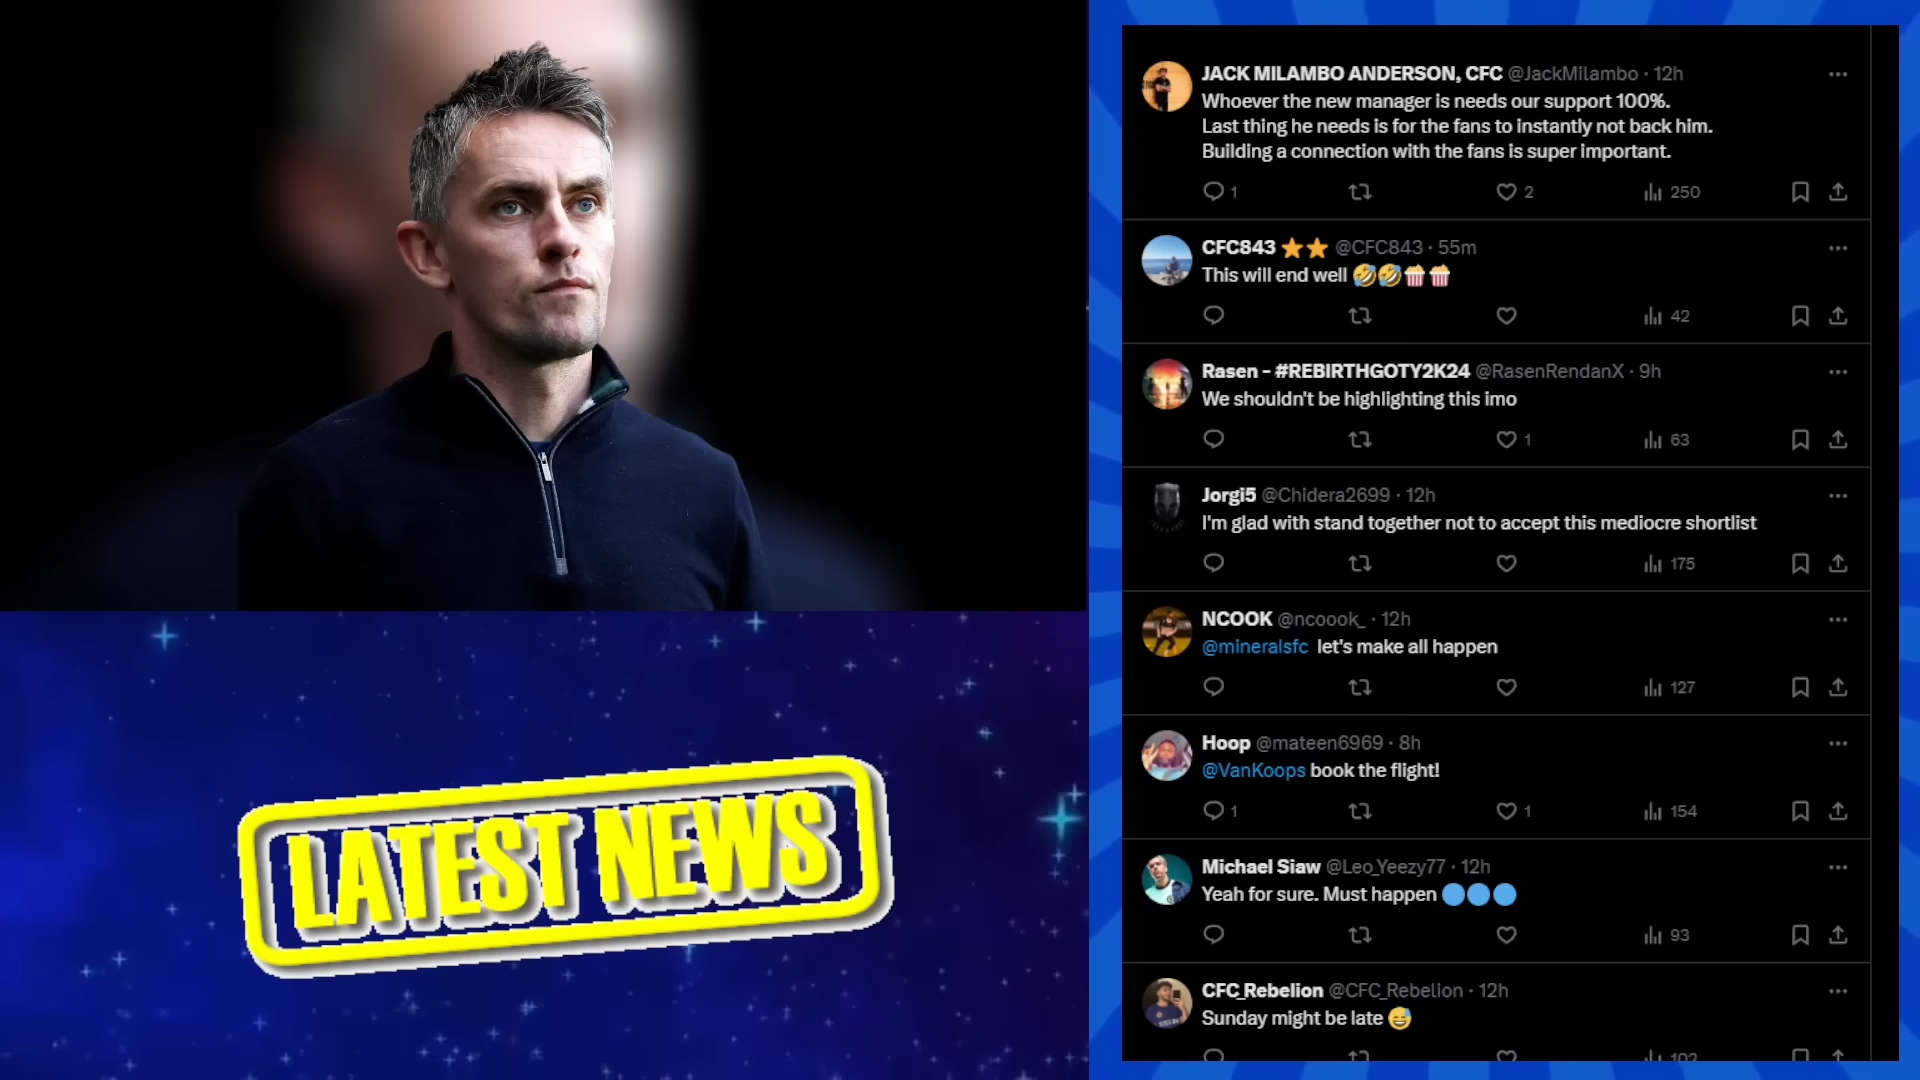 JACK MILAMBO ANDERSON, CFC @JackMilambo · 12h
Whoever the new manager is needs our support 100%.
Last thing he needs is for the fans to instantly not back him.
Building a connection with the fans is super important.
1 2 250
CFC843 ⭐⭐ @CFC843 · 55m
This will end well 🤣🤣🍿🍿
42
Rasen - #REBIRTHGOTY2K24 @RasenRendanX · 9h
We shouldn't be highlighting this imo
1 63
Jorgi5 @Chidera2699 · 12h
I'm glad with stand together not to accept this mediocre shortlist
175
NCOOK @ncoook_ · 12h
@mineralsfc let's make all happen
127
Hoop @mateen6969 · 8h
@VanKoops book the flight!
1 1 154
Michael Siaw @Leo_Yeezy77 · 12h
Yeah for sure. Must happen 🔵🔵🔵
93
CFC_Rebelion @CFC_Rebelion · 12h
Sunday might be late 😅
102
LATEST NEWS